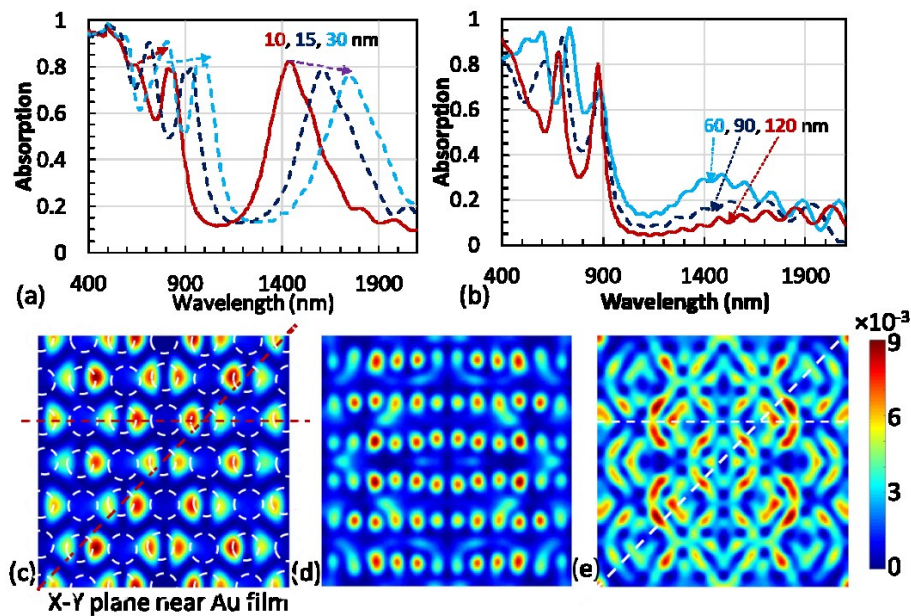 1
0.8
0.6
0.4
0.2
0
Absorption
10, 15, 30 nm
400 900 1400 1900
Wavelength (nm)
(a)
1
0.8
0.6
0.4
0.2
0
Absorption
60, 90, 120 nm
400 900 1400 1900
Wavelength (nm)
(b)
×10⁻³
9
6
3
0
(c)
(d)
(e)
X-Y plane near Au film